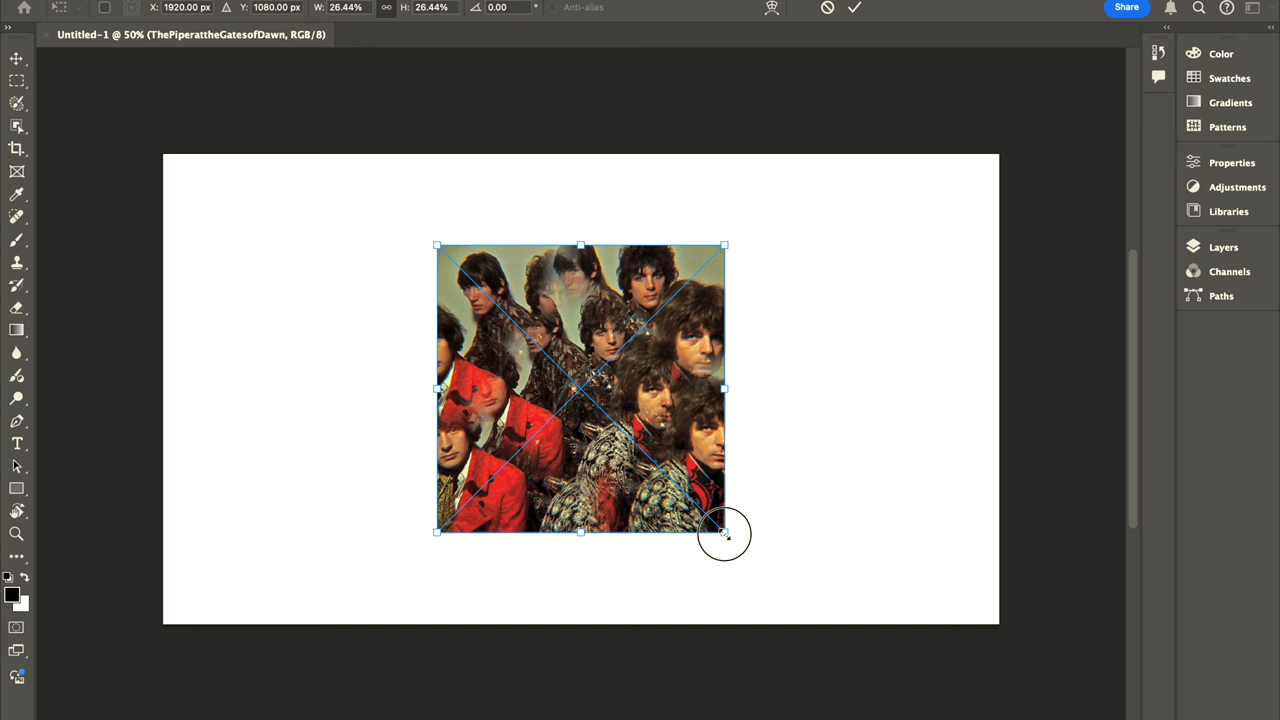 X: 1920.00 px Y: 1080.00 px W: 26.44% H: 26.44% 0.00 ° Anti-alias Share
Untitled-1 @ 50% (ThePiperattheGatesofDawn, RGB/8)
Color
Swatches
Gradients
Patterns
Properties
Adjustments
Libraries
Layers
Channels
Paths